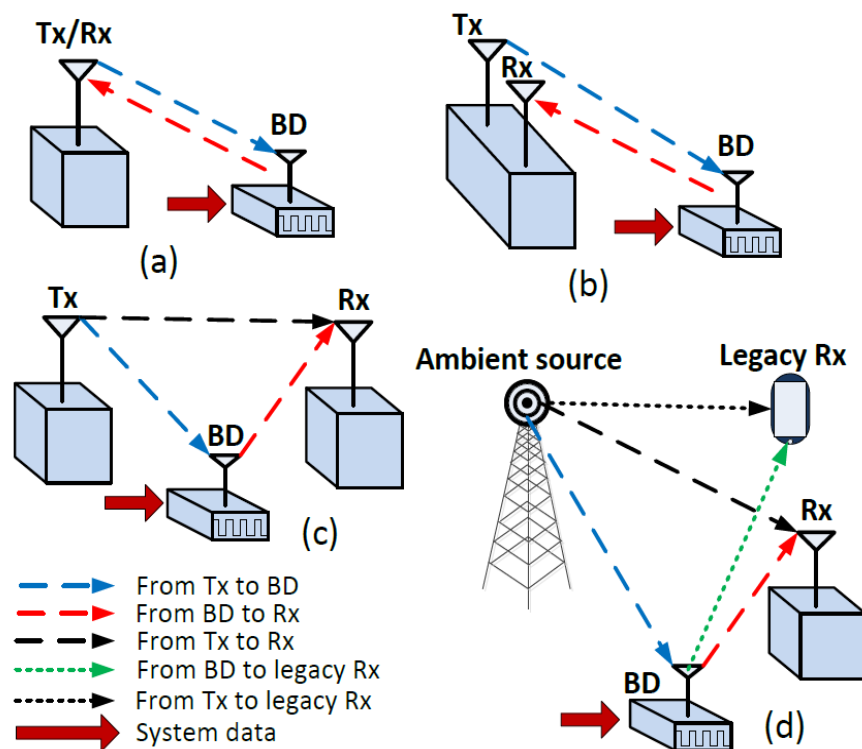 Tx/Rx
BD
(a)
Tx
Rx
BD
(b)
Tx
Rx
BD
(c)
Ambient source
Legacy Rx
Rx
BD
(d)
From Tx to BD
From BD to Rx
From Tx to Rx
From BD to legacy Rx
From Tx to legacy Rx
System data